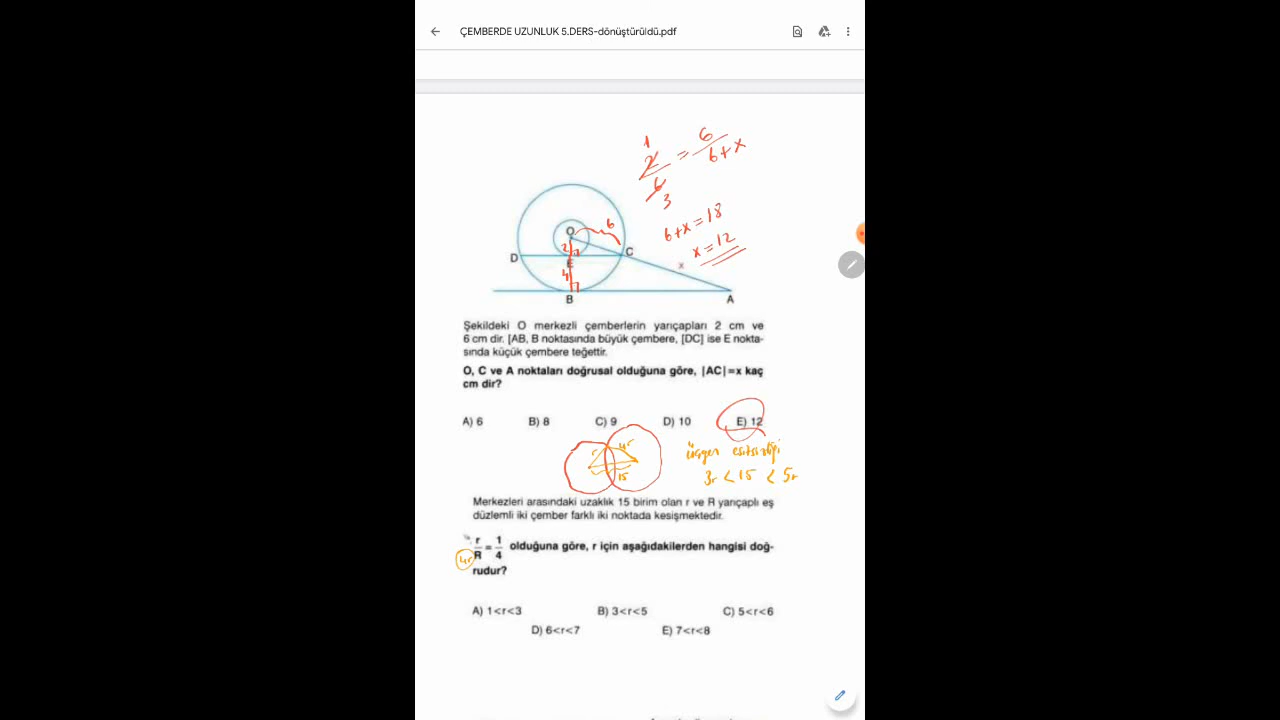 ÇEMBERDE UZUNLUK 5.DERS-dönüştürüldü.pdf
1
2/6 = 6/6+x
3
6+x=18
x=12
O
6
2
D
E
C
4
x
B
A
Şekildeki O merkezli çemberlerin yarıçapları 2 cm ve
6 cm dir. [AB, B noktasında büyük çembere, [DC] ise E nokta-
sında küçük çembere teğettir.
O, C ve A noktaları doğrusal olduğuna göre, |AC|=x kaç
cm dir?
A) 6 B) 8 C) 9 D) 10 E) 12
r 4r
15
üçgen eşitsizliği
3r < 15 < 5r
Merkezleri arasındaki uzaklık 15 birim olan r ve R yarıçaplı eş
düzlemli iki çember farklı iki noktada kesişmektedir.
r/R = 1/4 olduğuna göre, r için aşağıdakilerden hangisi doğ-
4r
rudur?
A) 1<r<3 B) 3<r<5 C) 5<r<6
D) 6<r<7 E) 7<r<8